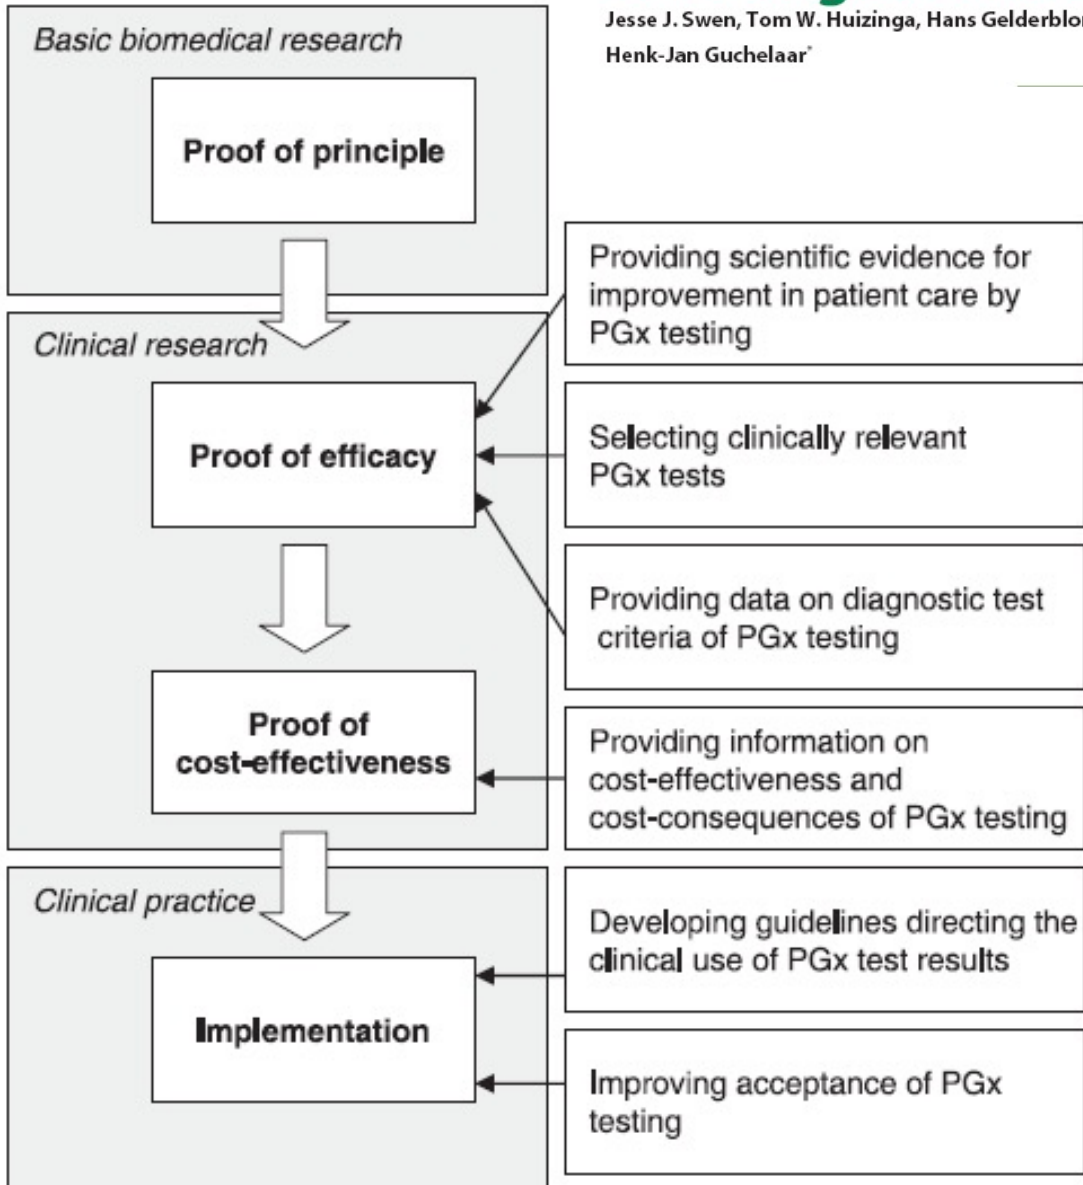 Jesse J. Swen, Tom W. Huizinga, Hans Gelderblom
Henk-Jan Guchelaar*
Basic biomedical research
Proof of principle
Clinical research
Proof of efficacy
Proof of
cost-effectiveness
Clinical practice
Implementation
Providing scientific evidence for
improvement in patient care by
PGx testing
Selecting clinically relevant
PGx tests
Providing data on diagnostic test
criteria of PGx testing
Providing information on
cost-effectiveness and
cost-consequences of PGx testing
Developing guidelines directing the
clinical use of PGx test results
Improving acceptance of PGx
testing